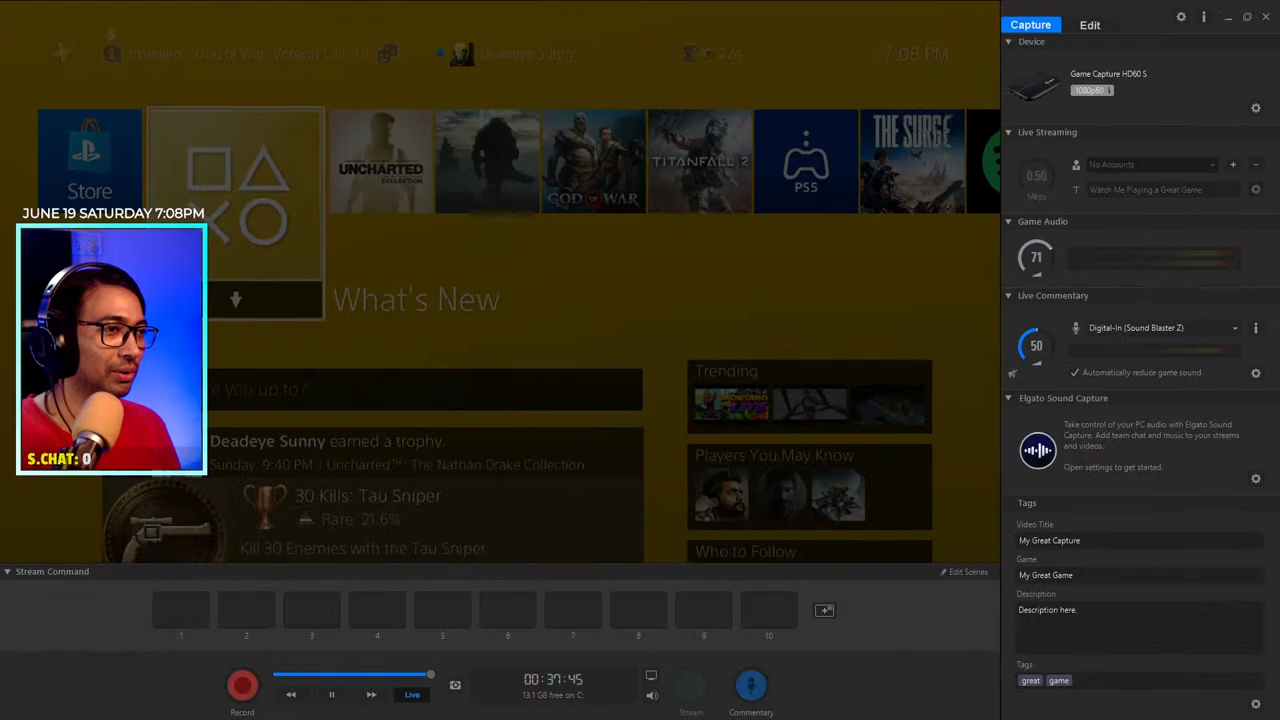 Capture
Edit
Device
Game Capture HD60 S
1080p60
Live Streaming
0.50
Mbps
No Accounts
Watch Me Playing a Great Game.
Game Audio
71
Live Commentary
50
Digital-In (Sound Blaster Z)
Automatically reduce game sound
Elgato Sound Capture
Take control of your PC audio with Elgato
Sound Capture. Add team chat and music to your streams
and videos.
Open settings to get started.
Tags
Video Title
My Great Capture
Game
My Great Game
Description
Description here.
Tags
great
game
Installed
God of War
Deadeye Sunny
7:08 PM
Store
UNCHARTED
COLLECTION
GOD OF WAR
TITANFALL 2
PS5
THE SURGE
JUNE 19 SATURDAY 7:08PM
S.CHAT: 0
What's New
re you up to?
Deadeye Sunny earned a trophy.
Sunday, 9:40 PM | Uncharted™: The Nathan Drake Collection
30 Kills: Tau Sniper
Rare 21.6%
Kill 30 Enemies with the Tau Sniper
Trending
LIVE
Players You May Know
Who to Follow
Stream Command
Edit Scenes
1
2
3
4
5
6
7
8
9
10
Record
Live
00:37:45
13.1 GB free on C:
Stream
Commentary